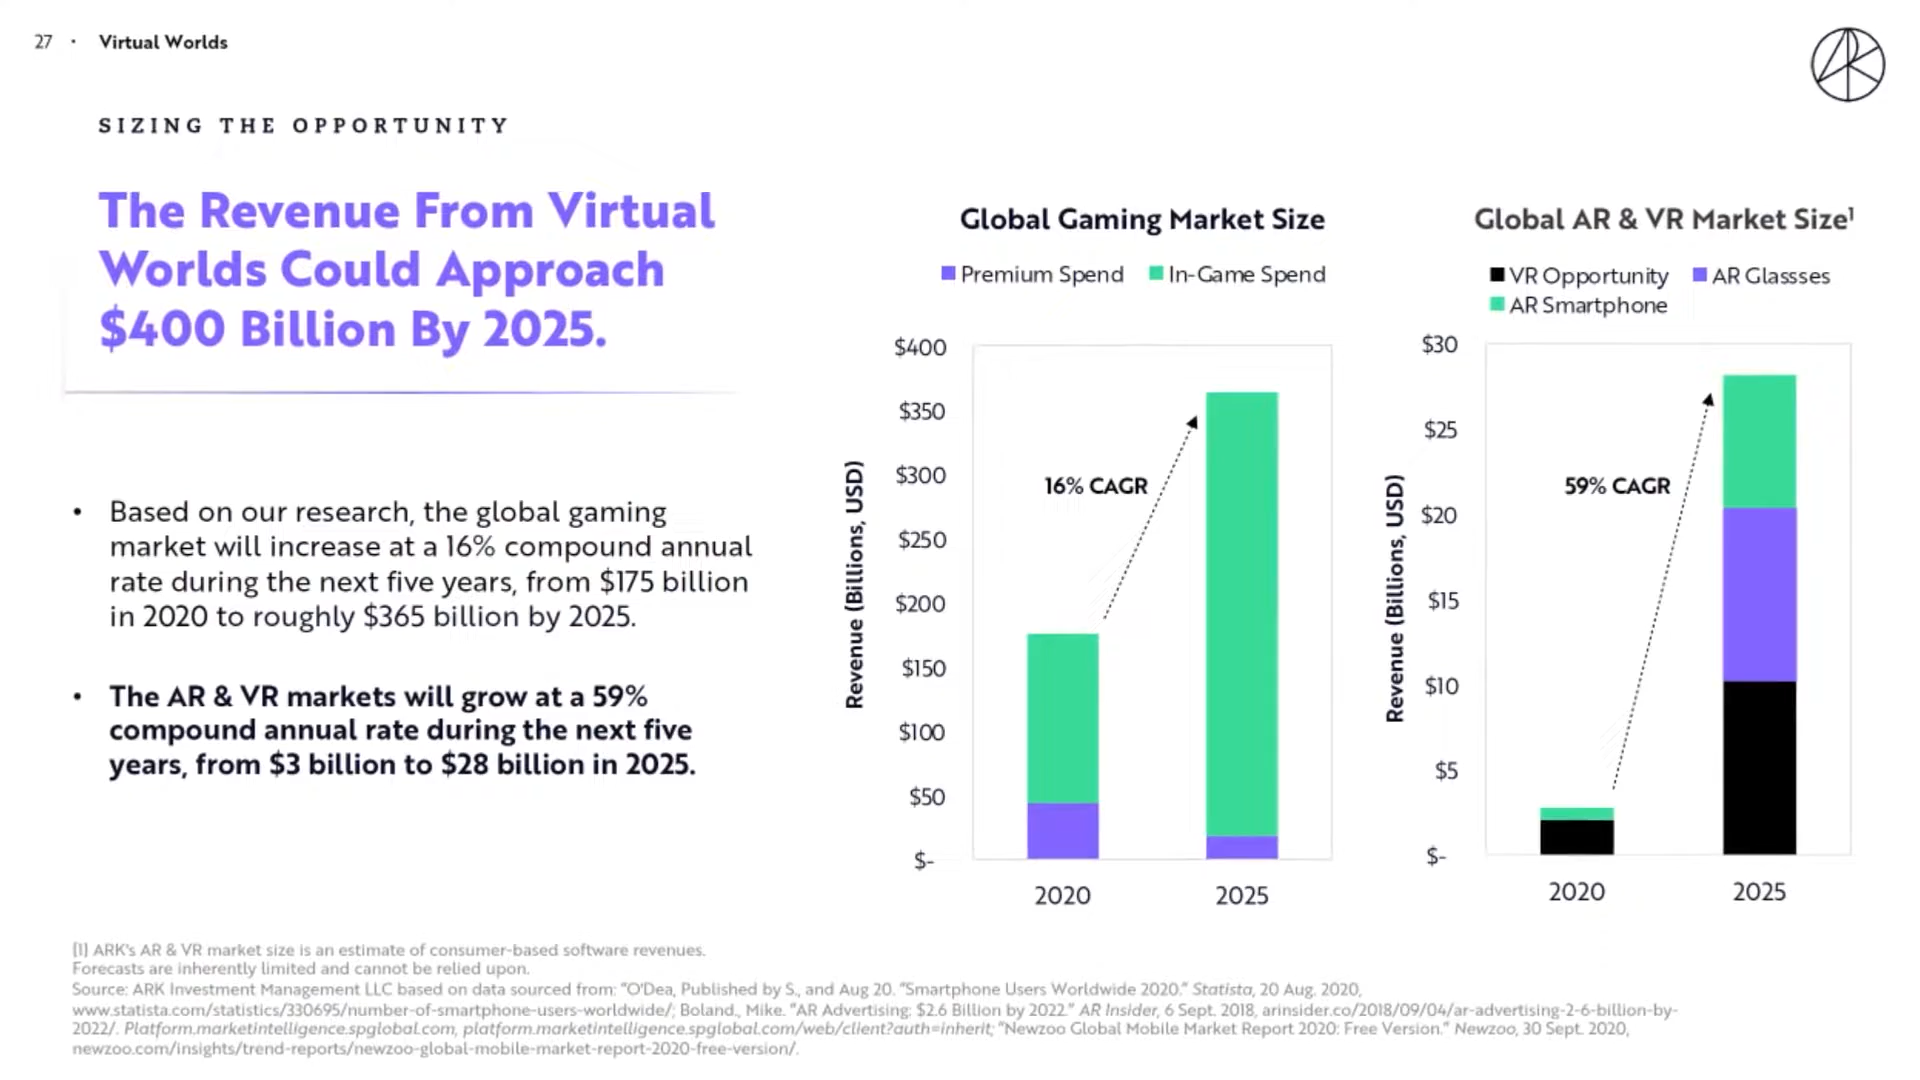 27 · Virtual Worlds
SIZING THE OPPORTUNITY
The Revenue From Virtual
Worlds Could Approach
$400 Billion By 2025.
• Based on our research, the global gaming
market will increase at a 16% compound annual
rate during the next five years, from $175 billion
in 2020 to roughly $365 billion by 2025.
• The AR & VR markets will grow at a 59%
compound annual rate during the next five
years, from $3 billion to $28 billion in 2025.
Global Gaming Market Size
Premium Spend In-Game Spend
Revenue (Billions, USD)
$400
$350
$300
$250
$200
$150
$100
$50
$-
16% CAGR
2020 2025
Global AR & VR Market Size¹
VR Opportunity AR Glassses
AR Smartphone
Revenue (Billions, USD)
$30
$25
$20
$15
$10
$5
$-
59% CAGR
2020 2025
[1] ARK's AR & VR market size is an estimate of consumer-based software revenues.
Forecasts are inherently limited and cannot be relied upon.
Source: ARK Investment Management LLC based on data sourced from: "O'Dea, Published by S., and Aug 20. "Smartphone Users Worldwide 2020." Statista, 20 Aug. 2020,
www.statista.com/statistics/330695/number-of-smartphone-users-worldwide/; Boland., Mike. "AR Advertising: $2.6 Billion by 2022." AR Insider, 6 Sept. 2018, arinsider.co/2018/09/04/ar-advertising-2-6-billion-by-
2022/. Platform.marketintelligence.spglobal.com, platform.marketintelligence.spglobal.com/web/client?auth=inherit; "Newzoo Global Mobile Market Report 2020: Free Version." Newzoo, 30 Sept. 2020,
newzoo.com/insights/trend-reports/newzoo-global-mobile-market-report-2020-free-version/.